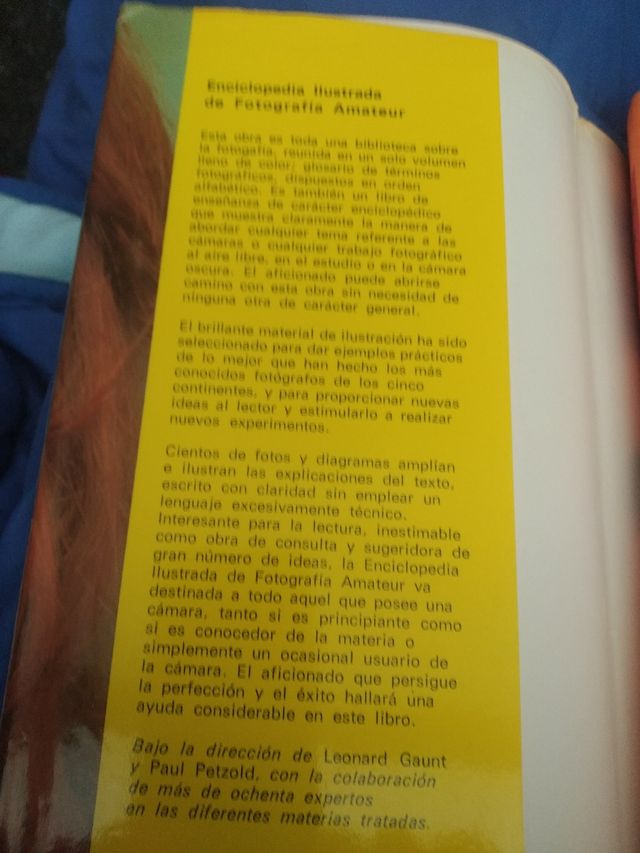 Enciclopedia Ilustrada
de Fotografía Amateur
Esta obra es toda una biblioteca sobre
la fotogafía, reunida en un solo volumen
lleno de color; glosario de términos
fotográficos, dispuestos en orden
alfabético. Es también un libro de
enseñanza de carácter enciclopédico
que muestra claramente la manera de
abordar cualquier tema referente a las
cámaras o cualquier trabajo fotográfico
al aire libre, en el estudio o en la cámara
oscura. El aficionado puede abrirse
camino con esta obra sin necesidad de
ninguna otra de carácter general.
El brillante material de ilustración ha sido
seleccionado para dar ejemplos prácticos
de lo mejor que han hecho los más
conocidos fotógrafos de los cinco
continentes, y para proporcionar nuevas
ideas al lector y estimularlo a realizar
nuevos experimentos.
Cientos de fotos y diagramas amplían
e ilustran las explicaciones del texto,
escrito con claridad sin emplear un
lenguaje excesivamente técnico.
Interesante para la lectura, inestimable
como obra de consulta y sugeridora de
gran número de ideas, la Enciclopedia
Ilustrada de Fotografía Amateur va
destinada a todo aquel que posee una
cámara, tanto si es principiante como
si es conocedor de la materia o
simplemente un ocasional usuario de
la cámara. El aficionado que persigue
la perfección y el éxito hallará una
ayuda considerable en este libro.
Bajo la dirección de Leonard Gaunt
y Paul Petzold, con la colaboración
de más de ochenta expertos
en las diferentes materias tratadas.